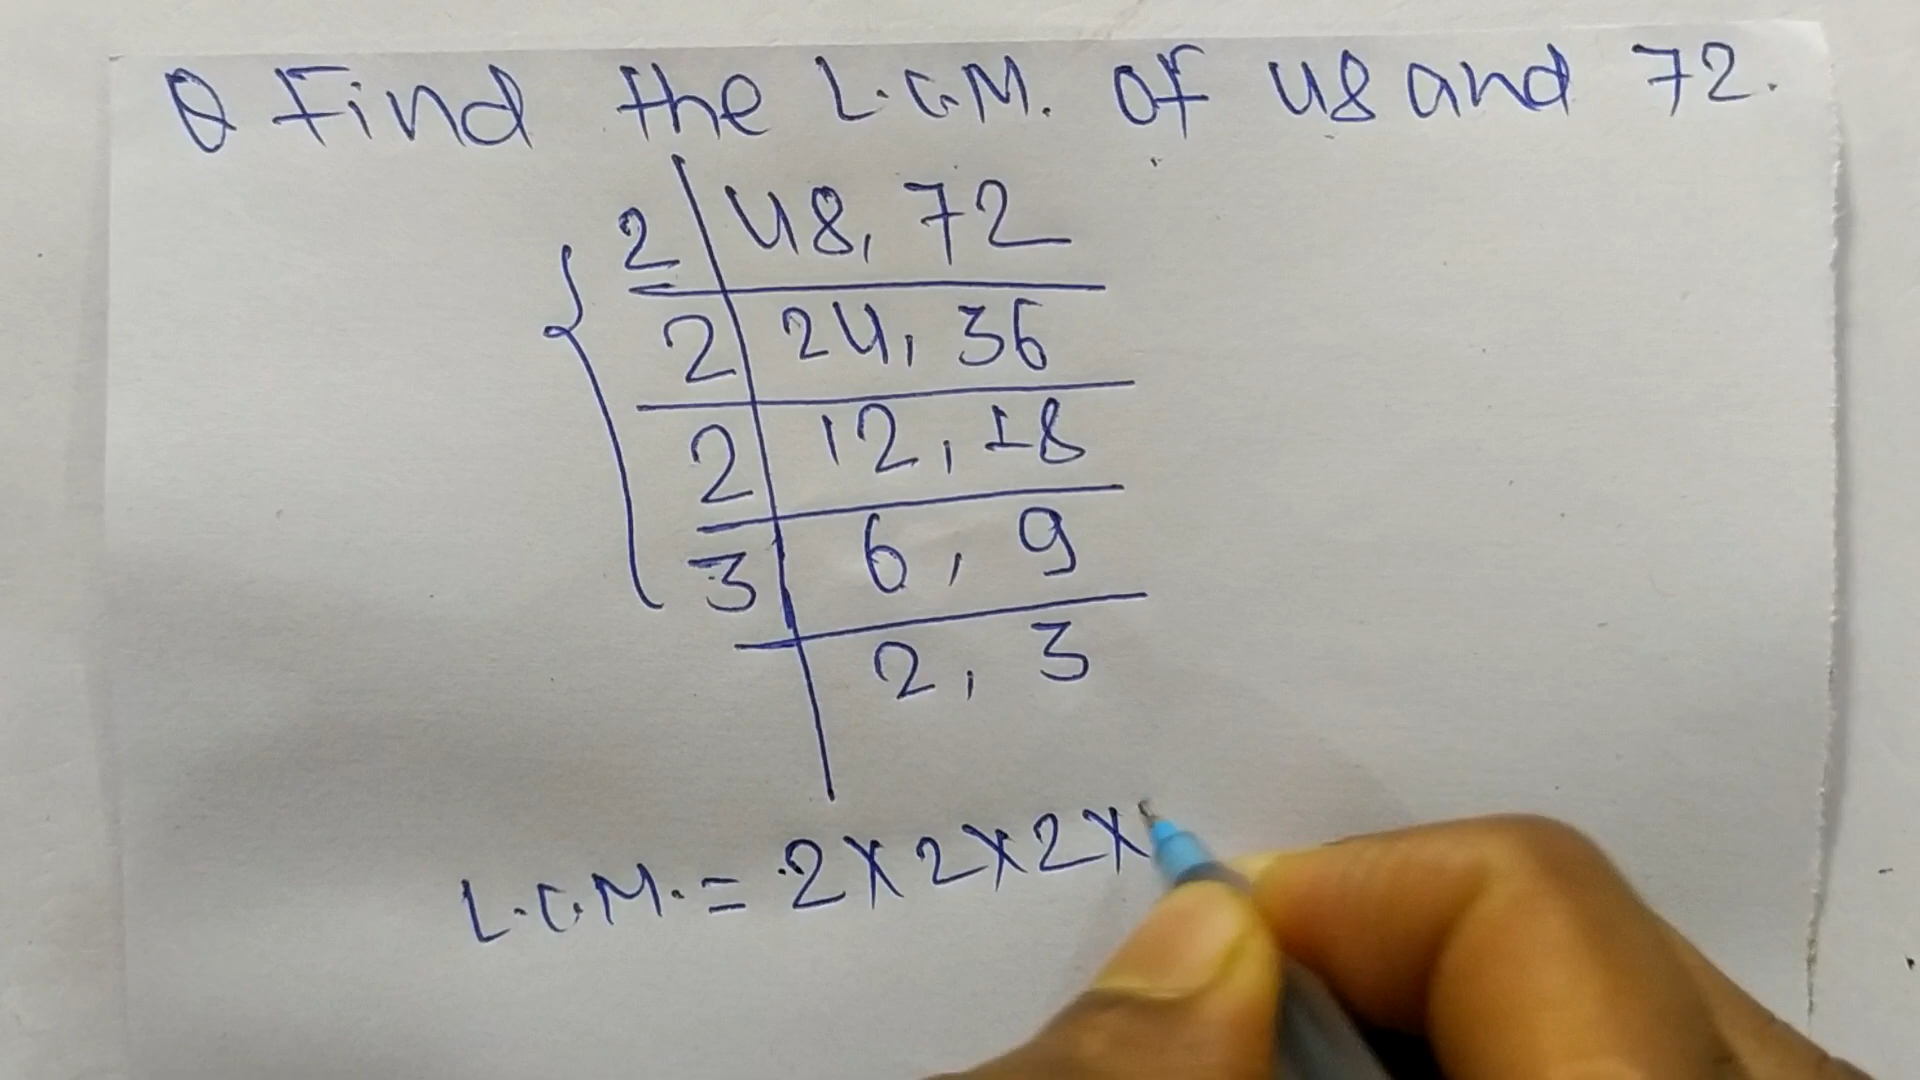 Q Find the L.C.M. of 48 and 72.
2 | 48, 72
2 | 24, 36
2 | 12, 18
3 | 6, 9
2, 3
L.C.M. = 2 × 2 × 2 ×